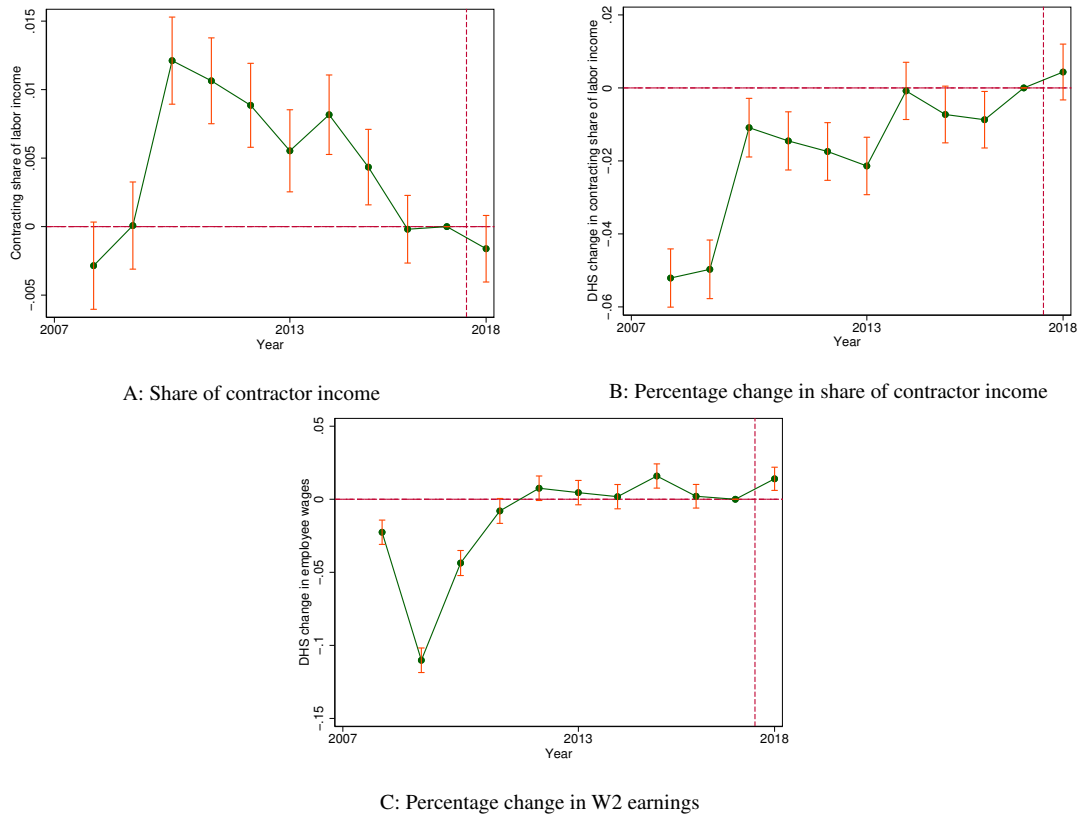 Contracting share of labor income
.015
.01
.005
0
-.005
2007
2013
2018
Year
A: Share of contractor income
DHS change in contracting share of labor income
.02
0
-.02
-.04
-.06
2007
2013
2018
Year
B: Percentage change in share of contractor income
DHS change in employee wages
.05
0
-.05
-.1
-.15
2007
2013
2018
Year
C: Percentage change in W2 earnings